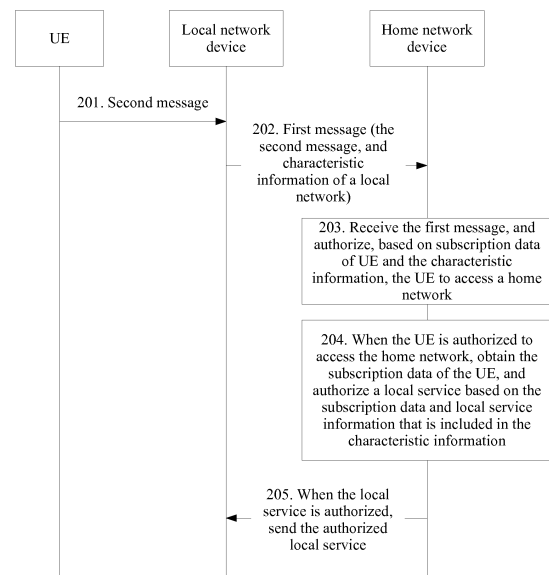 UE
Local network
device
Home network
device
201. Second message
202. First message (the
second message, and
characteristic
information of a local
network)
203. Receive the first message, and
authorize, based on subscription data
of UE and the characteristic
information, the UE to access a home
network
204. When the UE is authorized to
access the home network, obtain the
subscription data of the UE, and
authorize a local service based on the
subscription data and local service
information that is included in the
characteristic information
205. When the local
service is authorized,
send the authorized
local service